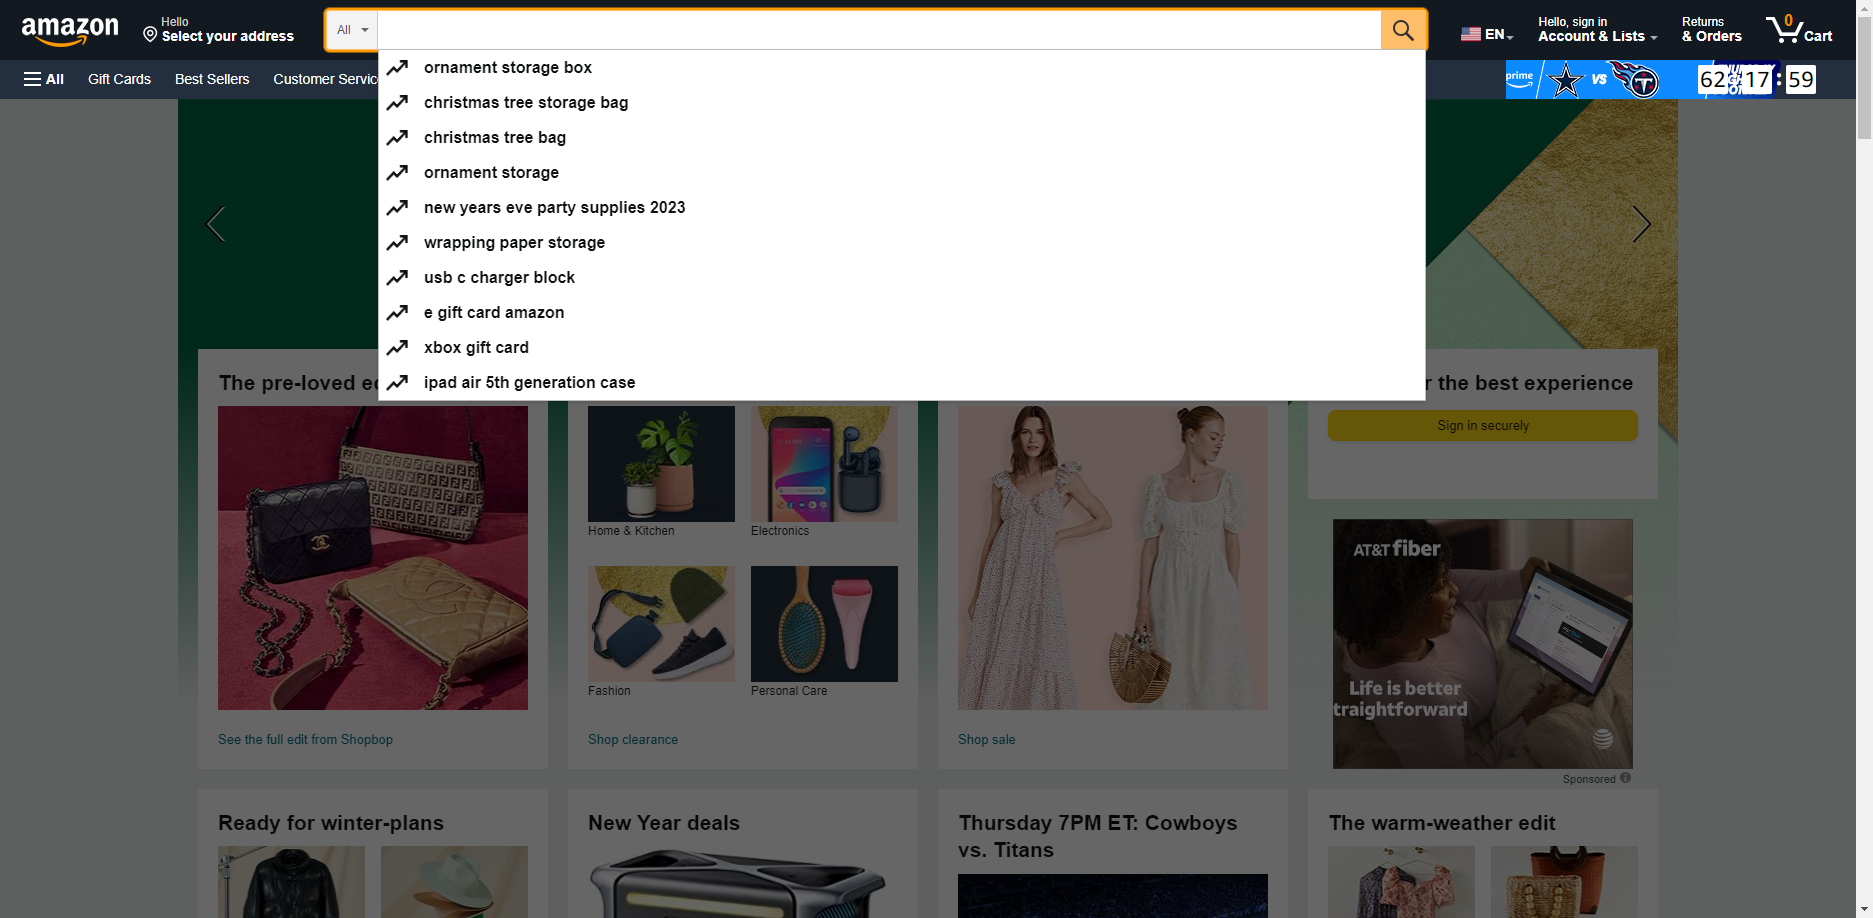 amazon
Hello
Select your address
All
EN
Hello, sign in
Account & Lists
Returns
& Orders
0
Cart
All
Gift Cards
Best Sellers
Customer Servic
prime
VS
62 17 : 59
ornament storage box
christmas tree storage bag
christmas tree bag
ornament storage
new years eve party supplies 2023
wrapping paper storage
usb c charger block
e gift card amazon
xbox gift card
ipad air 5th generation case
The pre-loved e
r the best experience
Sign in securely
Home & Kitchen
Electronics
Fashion
Personal Care
AT&T fiber
Life is better
traightforward
See the full edit from Shopbop
Shop clearance
Shop sale
Sponsored
Ready for winter-plans
New Year deals
Thursday 7PM ET: Cowboys
vs. Titans
The warm-weather edit